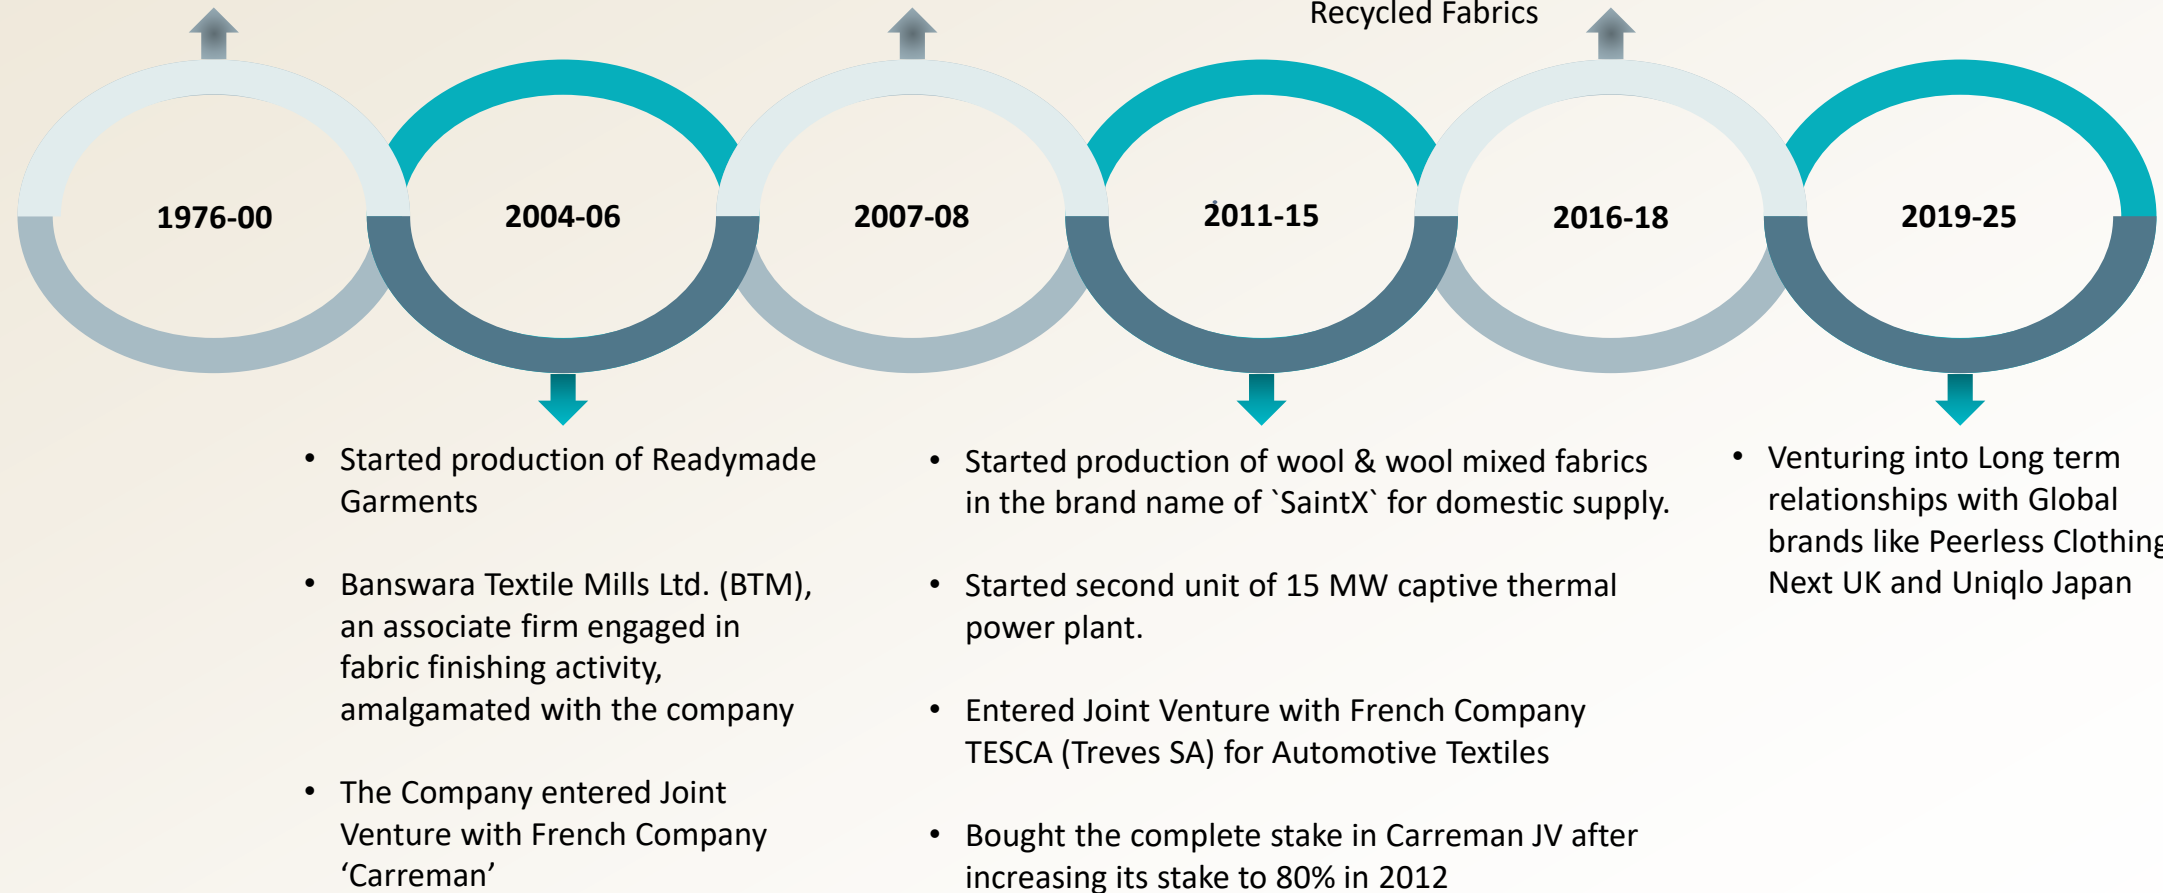 Recycled Fabrics
1976-00
2004-06
2007-08
2011-15
2016-18
2019-25
• Started production of Readymade
Garments
• Banswara Textile Mills Ltd. (BTM),
an associate firm engaged in
fabric finishing activity,
amalgamated with the company
• The Company entered Joint
Venture with French Company
‘Carreman’
• Started production of wool & wool mixed fabrics
in the brand name of `SaintX` for domestic supply.
• Started second unit of 15 MW captive thermal
power plant.
• Entered Joint Venture with French Company
TESCA (Treves SA) for Automotive Textiles
• Bought the complete stake in Carreman JV after
increasing its stake to 80% in 2012
• Venturing into Long term
relationships with Global
brands like Peerless Clothing
Next UK and Uniqlo Japan